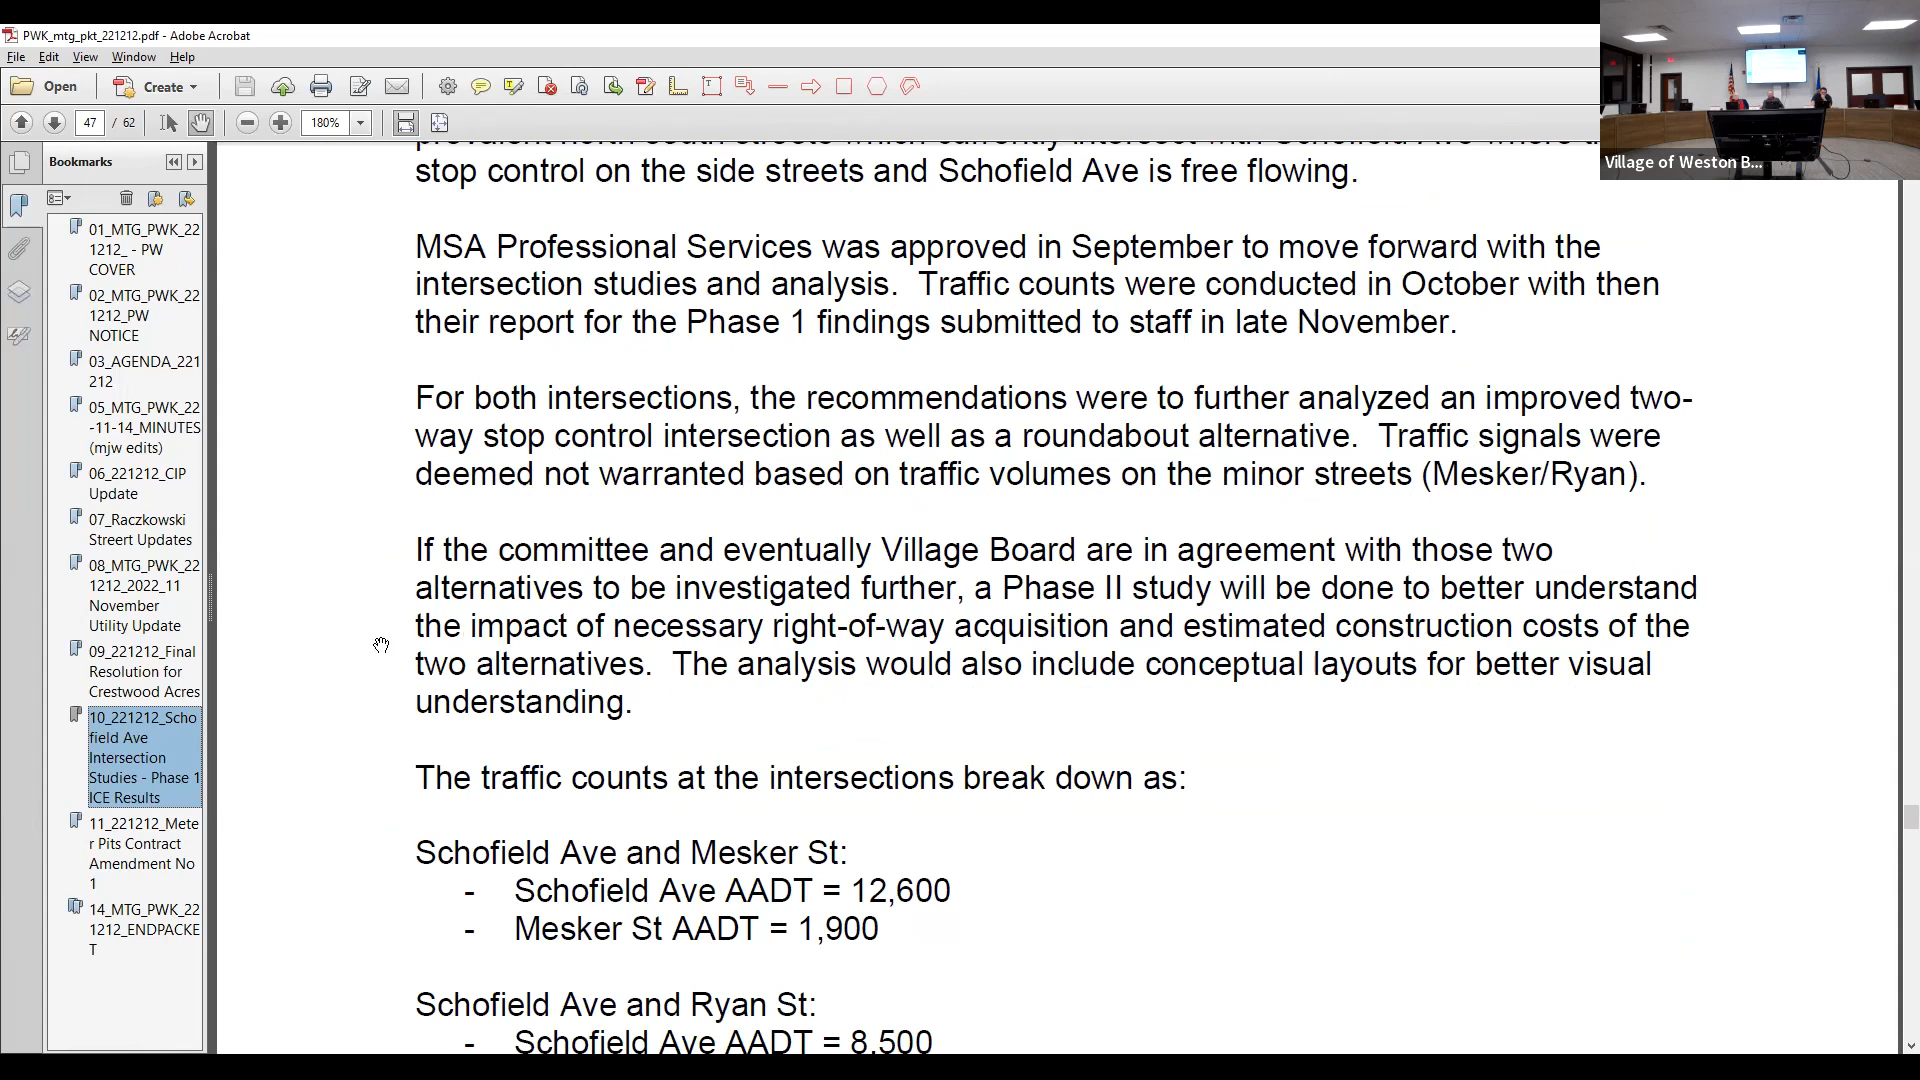 PWK_mtg_pkt_221212.pdf - Adobe Acrobat
File Edit View Window Help
Open Create
47 / 62 180%
Village of Weston B...
Bookmarks
01_MTG_PWK_22
1212_ - PW
COVER
02_MTG_PWK_22
1212_PW
NOTICE
03_AGENDA_221
212
05_MTG_PWK_22
-11-14_MINUTES
(mjw edits)
06_221212_CIP
Update
07_Raczkowski
Streert Updates
08_MTG_PWK_22
1212_2022_11
November
Utility Update
09_221212_Final
Resolution for
Crestwood Acres
10_221212_Scho
field Ave
Intersection
Studies - Phase 1
ICE Results
11_221212_Mete
r Pits Contract
Amendment No
1
14_MTG_PWK_22
1212_ENDPACKE
T
prevalent north south streets which currently intersect with Schofield Ave where
stop control on the side streets and Schofield Ave is free flowing.
MSA Professional Services was approved in September to move forward with the
intersection studies and analysis. Traffic counts were conducted in October with then
their report for the Phase 1 findings submitted to staff in late November.
For both intersections, the recommendations were to further analyzed an improved two-
way stop control intersection as well as a roundabout alternative. Traffic signals were
deemed not warranted based on traffic volumes on the minor streets (Mesker/Ryan).
If the committee and eventually Village Board are in agreement with those two
alternatives to be investigated further, a Phase II study will be done to better understand
the impact of necessary right-of-way acquisition and estimated construction costs of the
two alternatives. The analysis would also include conceptual layouts for better visual
understanding.
The traffic counts at the intersections break down as:
Schofield Ave and Mesker St:
- Schofield Ave AADT = 12,600
- Mesker St AADT = 1,900
Schofield Ave and Ryan St:
- Schofield Ave AADT = 8,500